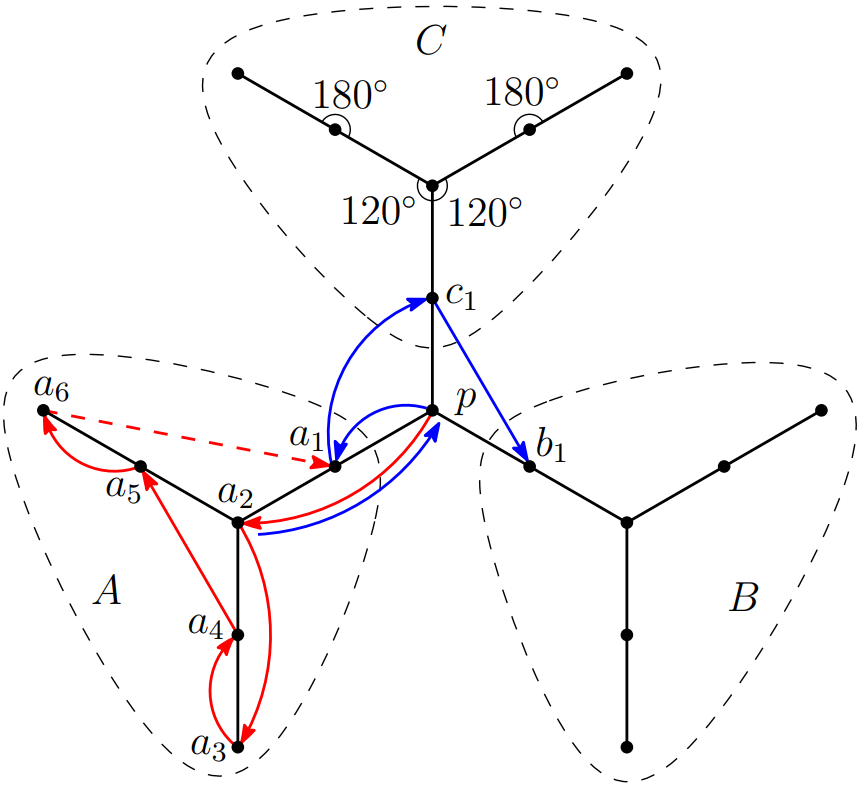 C
180° 180°
120° 120°
c₁
a₆ p
a₁ b₁
a₅ a₂
A B
a₄
a₃